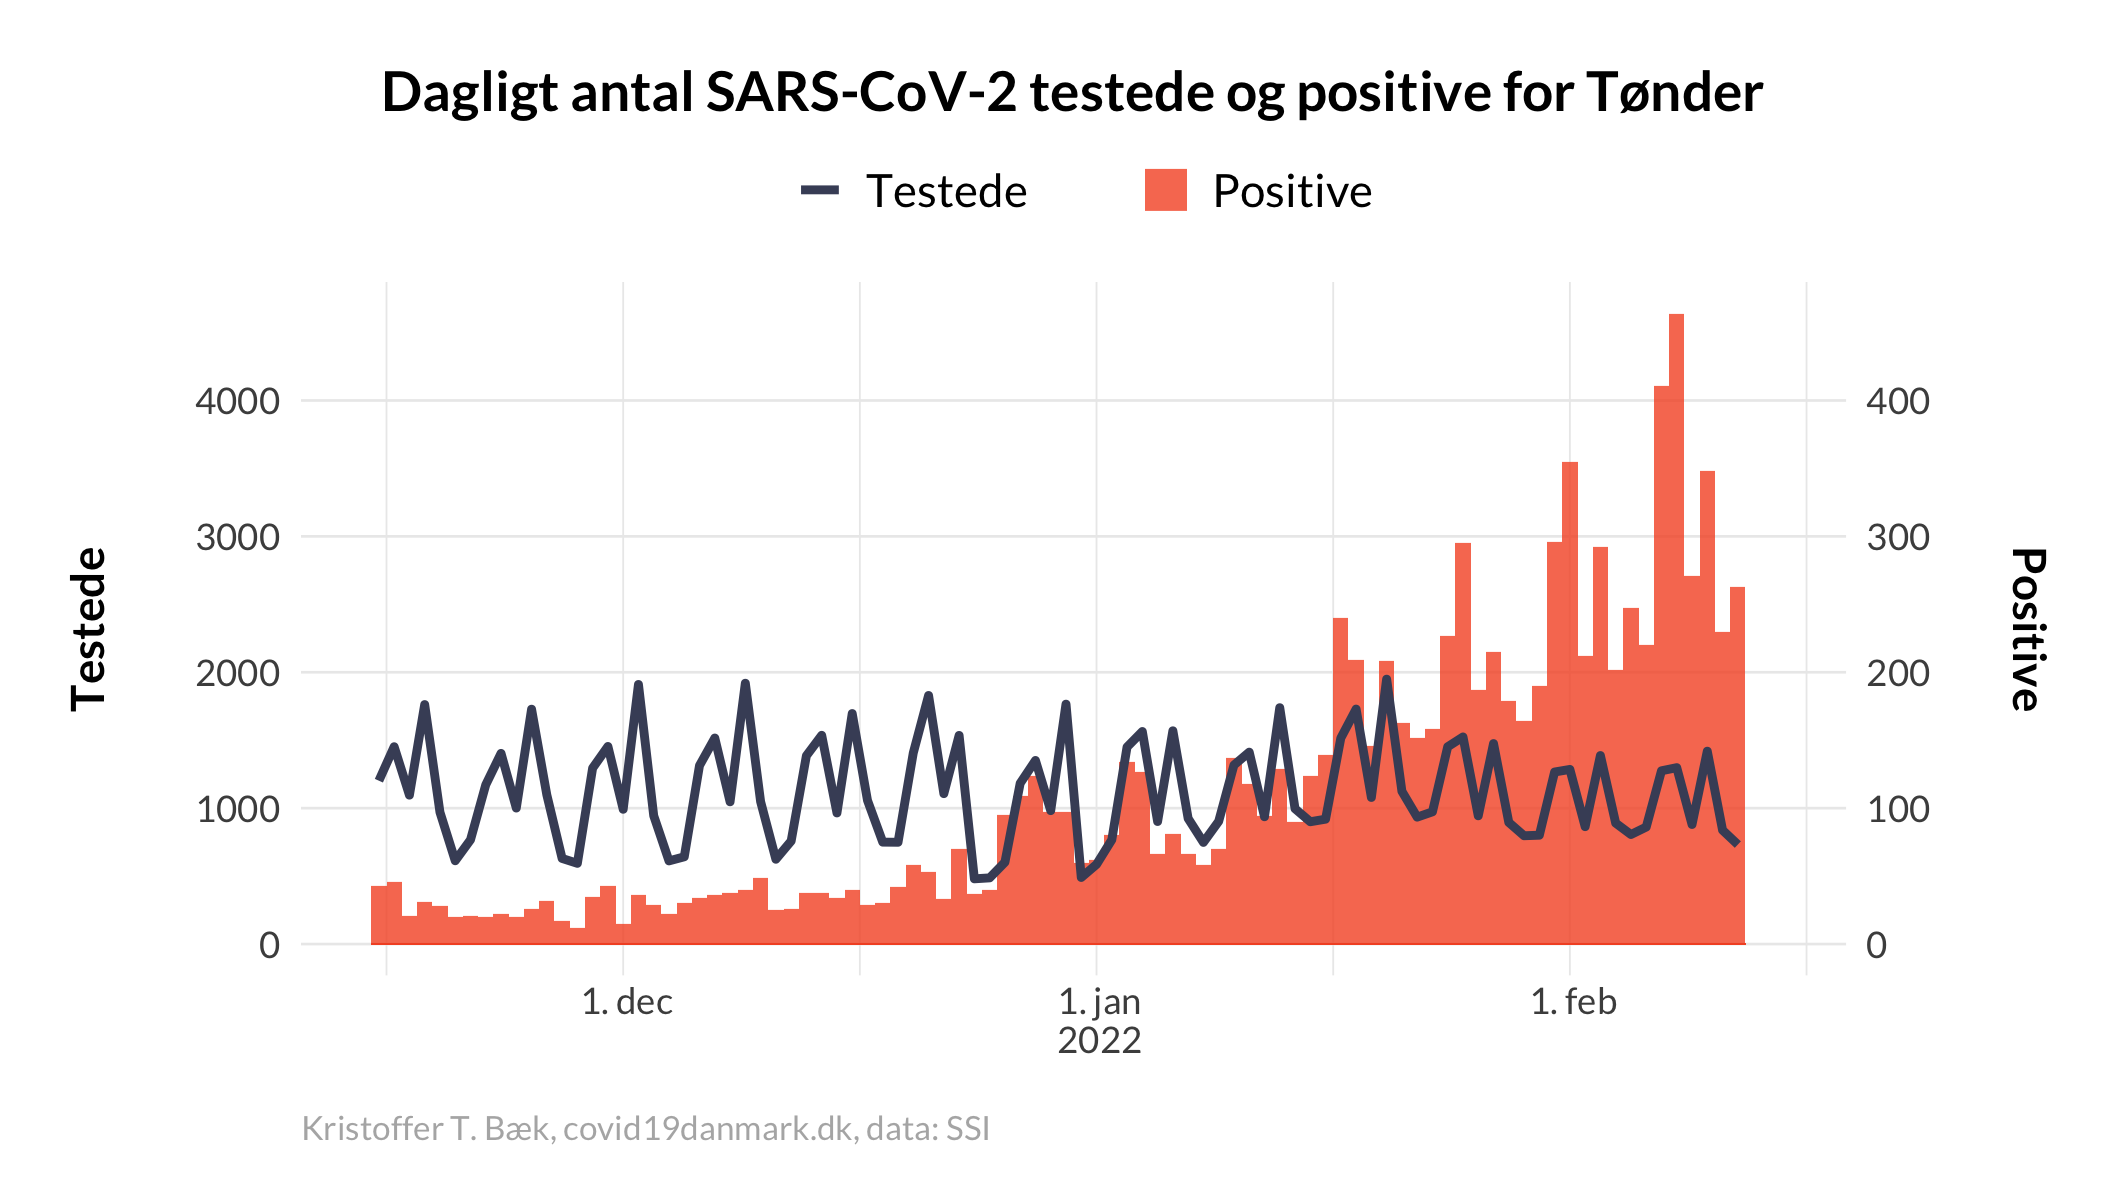 Dagligt antal SARS-CoV-2 testede og positive for Tønder
Testede
Positive
4000
3000
2000
1000
0
Testede
400
300
200
100
0
Positive
1. dec
1. jan
2022
1. feb
Kristoffer T. Bæk, covid19danmark.dk, data: SSI